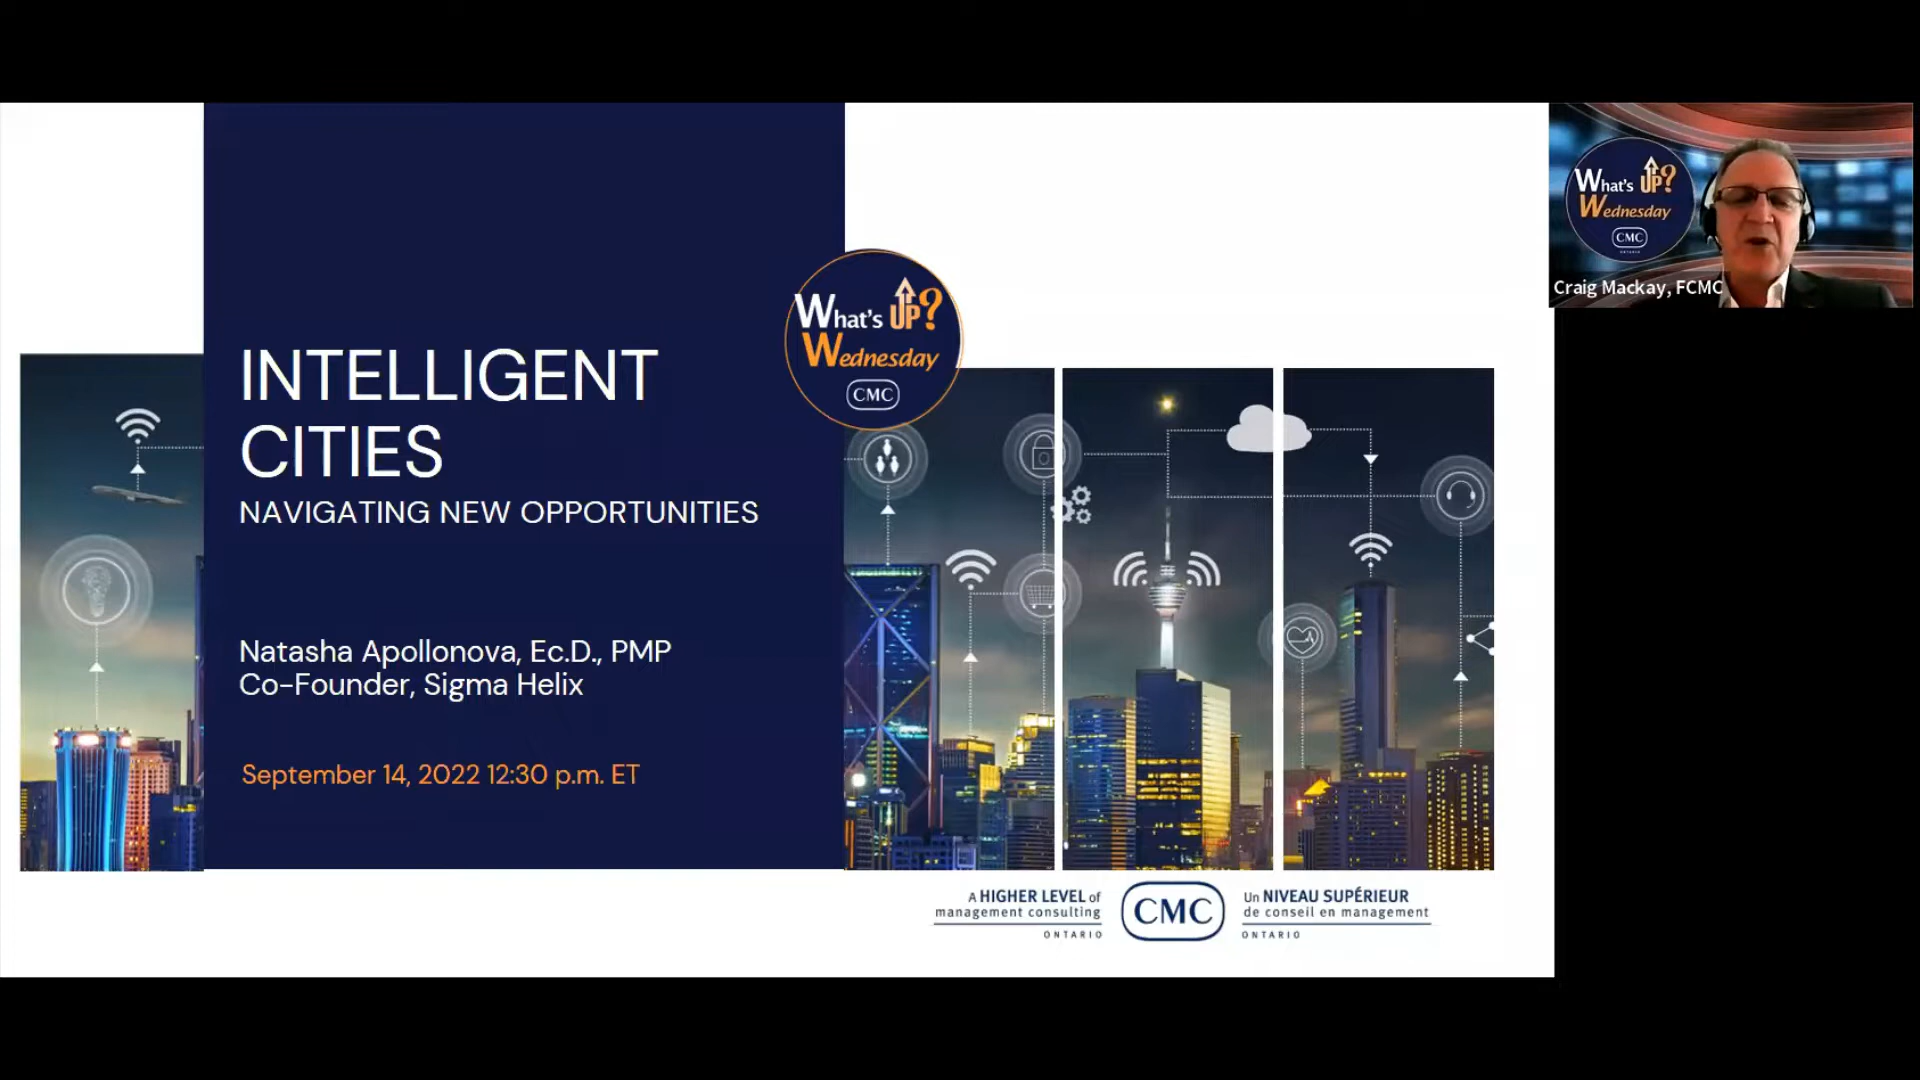 INTELLIGENT
CITIES
NAVIGATING NEW OPPORTUNITIES
Natasha Apollonova, Ec.D., PMP
Co-Founder, Sigma Helix
September 14, 2022 12:30 p.m. ET
What's UP?
Wednesday
CMC
A HIGHER LEVEL of
management consulting
ONTARIO
CMC
Un NIVEAU SUPÉRIEUR
de conseil en management
ONTARIO
What's UP?
Wednesday
CMC
ONTARIO
Craig Mackay, FCMC